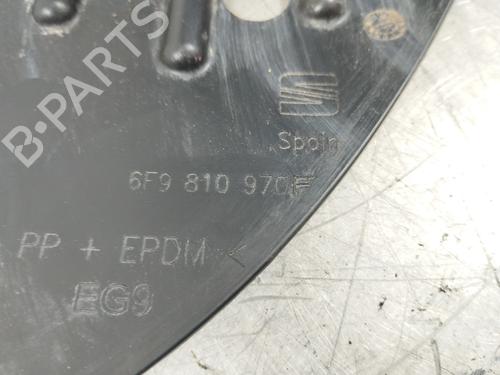 Spain
6F9 810 970F
PP + EPDM <
EG9
B-PARTS